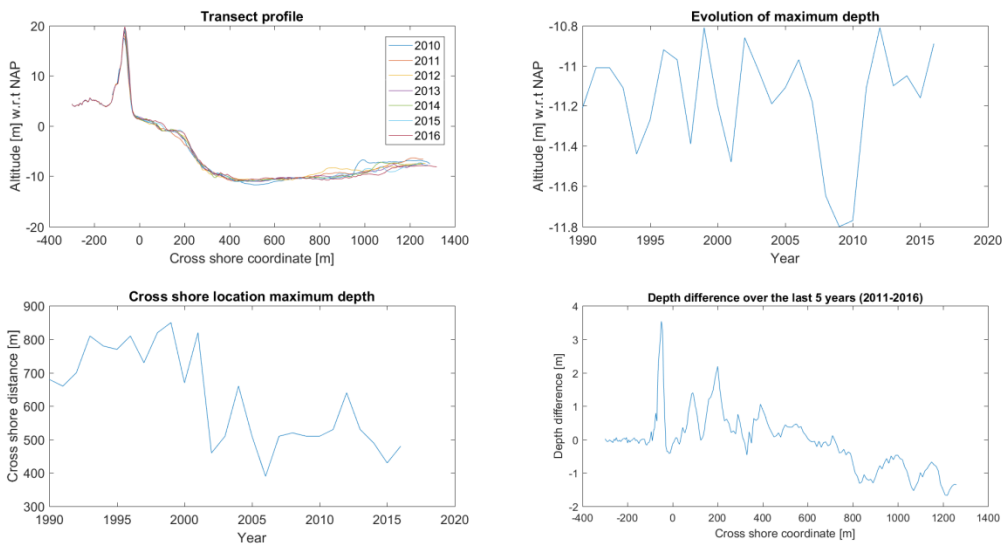 Transect profile
Altitude [m] w.r.t NAP
20
10
0
-10
-20
-400 -200 0 200 400 600 800 1000 1200 1400
Cross shore coordinate [m]
2010
2011
2012
2013
2014
2015
2016
Evolution of maximum depth
Altitude [m] w.r.t NAP
-10.8
-11
-11.2
-11.4
-11.6
-11.8
1990 1995 2000 2005 2010 2015 2020
Year
Cross shore location maximum depth
Cross shore distance [m]
900
800
700
600
500
400
300
1990 1995 2000 2005 2010 2015 2020
Year
Depth difference over the last 5 years (2011-2016)
Depth difference [m]
4
3
2
1
0
-1
-2
-400 -200 0 200 400 600 800 1000 1200 1400
Cross shore coordinate [m]